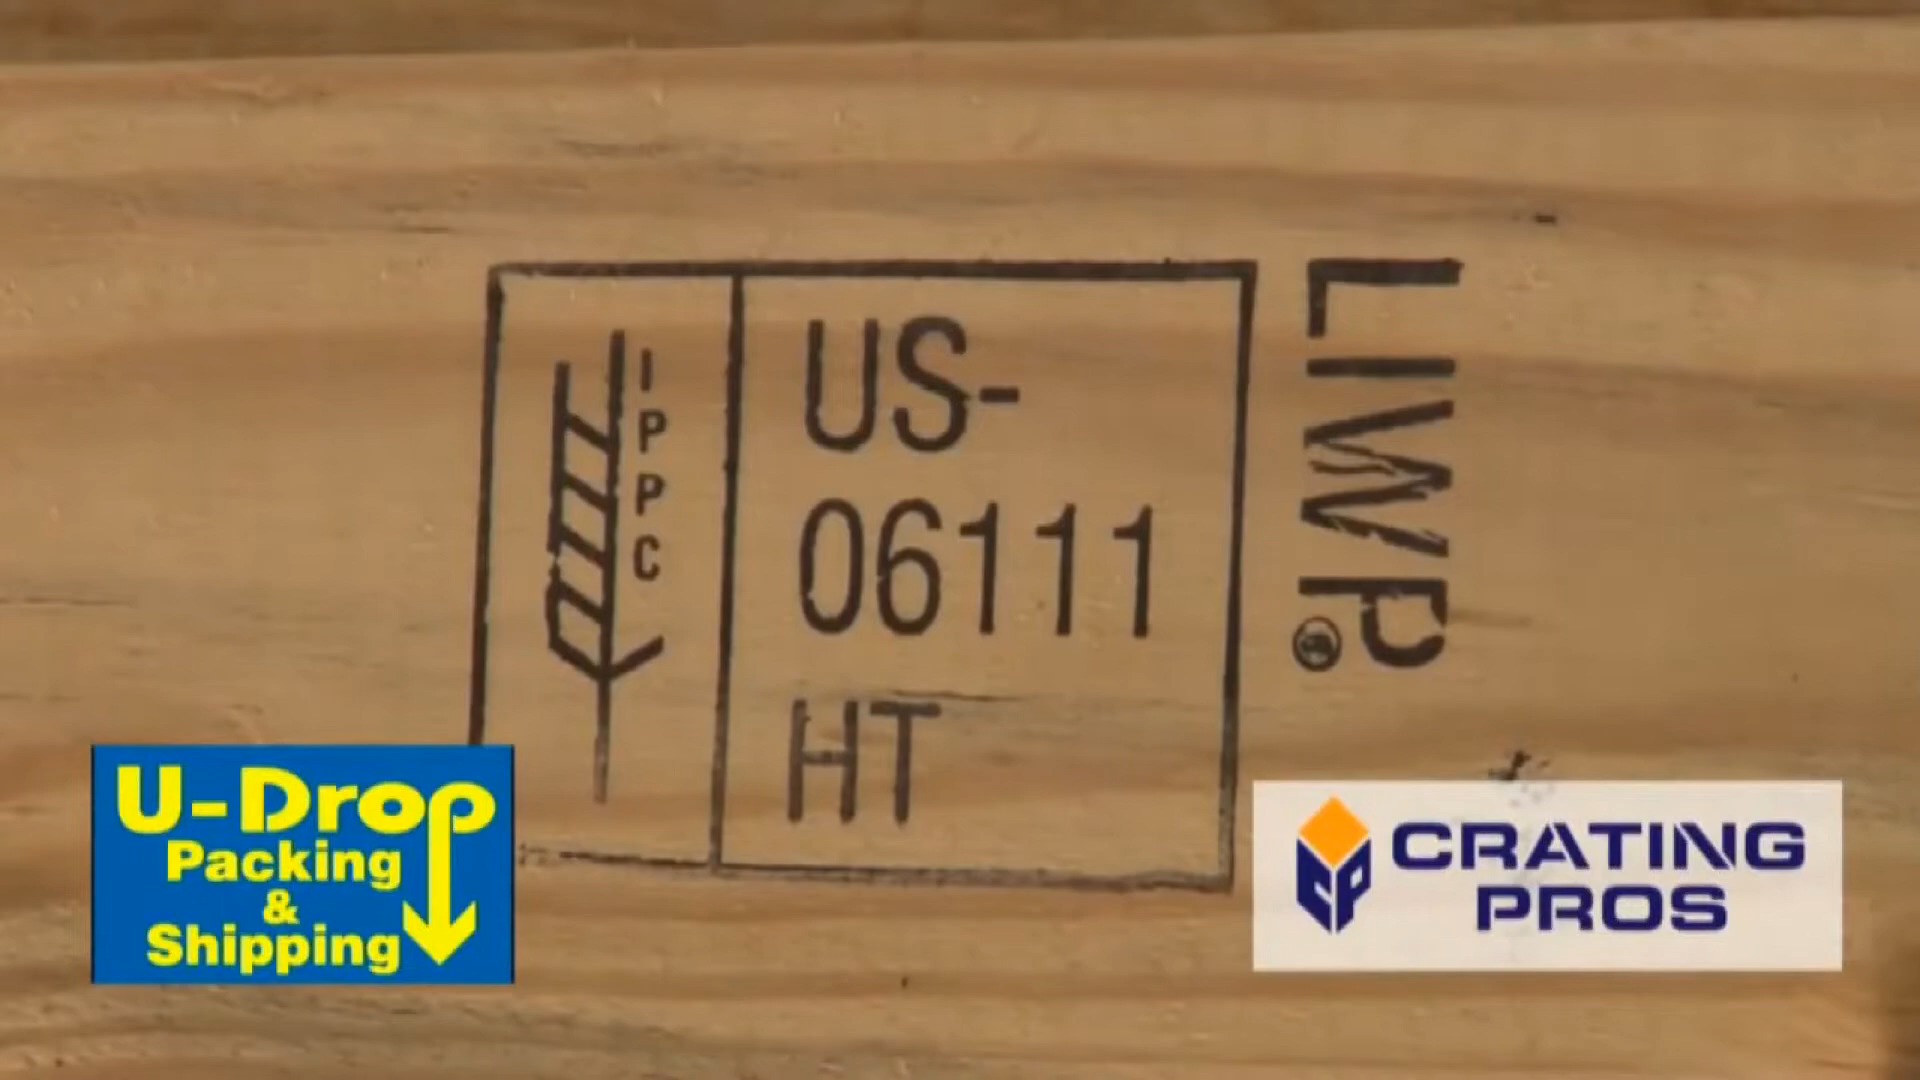 IPPC
US-
06111
HT
LIWP
U-Drop
Packing
&
Shipping
CRATING
PROS